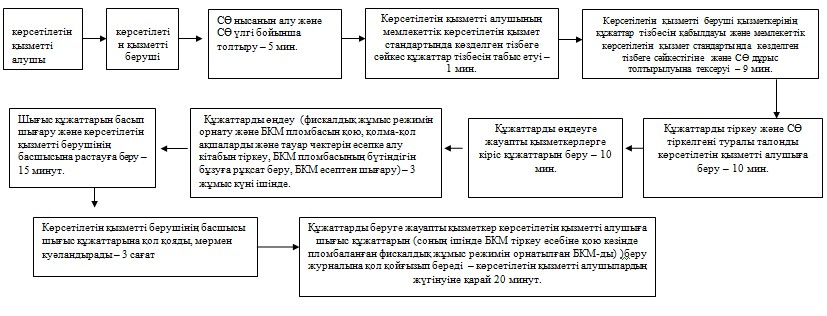 көрсетілетін
қызметті
алушы
көрсетілеті
н қызметті
беруші
СӨ нысанын алу және
СӨ үлгі бойынша
толтыру – 5 мин.
Көрсетілетін қызметті алушының
мемлекеттік көрсетілетін қызмет
стандартында көзделген тізбеге
сәйкес құжаттар тізбесін табыс етуі –
1 мин.
Көрсетілетін қызметті беруші қызметкерінің
құжаттар тізбесін қабылдауы және мемлекеттік
көрсетілетін қызмет стандартында көзделген
тізбеге сәйкестігіне және СӨ дұрыс
толтырылуына тексеруі – 9 мин.
Құжаттарды тіркеу және СӨ
тіркелгені туралы талонды
көрсетілетін қызметті алушыға
беру – 10 мин.
Құжаттарды өңдеуге
жауапты қызметкерлерге
кіріс құжаттарын беру – 10
мин.
Құжаттарды өңдеу (фискалдық жұмыс режимін
орнату және БКМ пломбасын қою, қолма-қол
ақшаларды және тауар чектерін есепке алу
кітабын тіркеу, БКМ пломбасының бүтіндігін
бұзуға рұқсат беру, БКМ есептен шығару) – 3
жұмыс күні ішінде.
Шығыс құжаттарын басып
шығару және көрсетілетін
қызметті берушінің
басшысына растауға беру –
15 минут.
Көрсетілетін қызметті берушінің басшысы
шығыс құжаттарына қол қояды, мөрмен
куәландырады – 3 сағат
Құжаттарды беруге жауапты қызметкер көрсетілетін қызметті алушыға
шығыс құжаттарын (соның ішінде БКМ тіркеу есебіне қою кезінде
пломбаланған фискалдық жұмыс режимін орнатылған БКМ-ды) )беру
журналына қол қойғызып береді – көрсетілетін қызметті алушылардың
жүгінуіне қарай 20 минут.